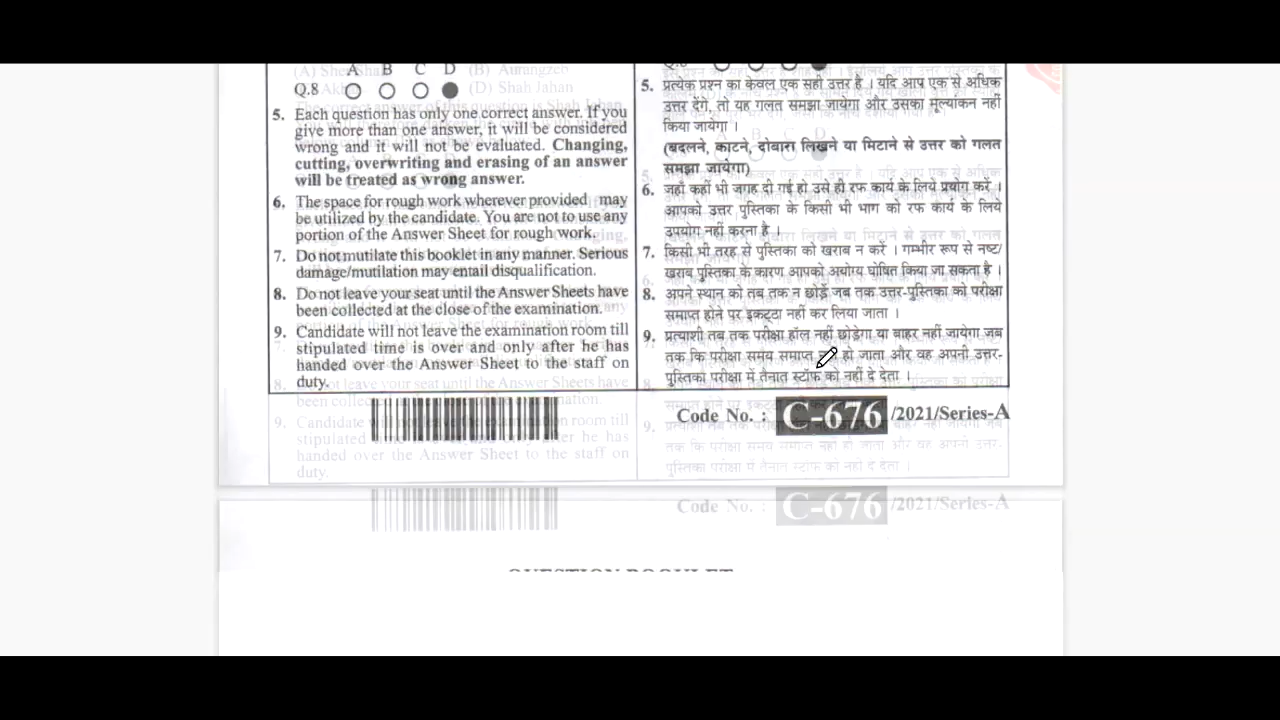 A B C D
Q.8
5. Each question has only one correct answer. If you
give more than one answer, it will be considered
wrong and it will not be evaluated. Changing,
cutting, overwriting and erasing of an answer
will be treated as wrong answer.
6. The space for rough work wherever provided may
be utilized by the candidate. You are not to use any
portion of the Answer Sheet for rough work.
7. Do not mutilate this booklet in any manner. Serious
damage/mutilation may entail disqualification.
8. Do not leave your seat until the Answer Sheets have
been collected at the close of the examination.
9. Candidate will not leave the examination room till
stipulated time is over and only after he has
handed over the Answer Sheet to the staff on
duty.
5. प्रत्येक प्रश्न का केवल एक सही उत्तर है । यदि आप एक से अधिक
उत्तर देंगे, तो यह गलत समझा जायेगा और उसका मूल्यांकन नहीं
किया जायेगा ।
(बदलने, काटने, दोबारा लिखने या मिटाने से उत्तर को गलत
समझा जायेगा)
6. जहाँ कहीं भी जगह दी गई हो उसे ही रफ कार्य के लिये प्रयोग करें ।
आपको उत्तर पुस्तिका के किसी भी भाग को रफ कार्य के लिये
उपयोग नहीं करना है ।
7. किसी भी तरह से पुस्तिका को खराब न करें । गम्भीर रूप से नष्ट/
खराब पुस्तिका के कारण आपको अयोग्य घोषित किया जा सकता है ।
8. अपने स्थान को तब तक न छोड़ें जब तक उत्तर-पुस्तिका को परीक्षा
समाप्त होने पर इकट्ठा नहीं कर लिया जाता ।
9. प्रत्याशी तब तक परीक्षा हॉल नहीं छोड़ेगा या बाहर नहीं जायेगा जब
तक कि परीक्षा समय समाप्त हो जाता और वह अपनी उत्तर-
पुस्तिका परीक्षा में तैनात स्टॉफ को नहीं दे देता ।
Code No. : C-676 /2021/Series-A
Code No. : C-676 /2021/Series-A